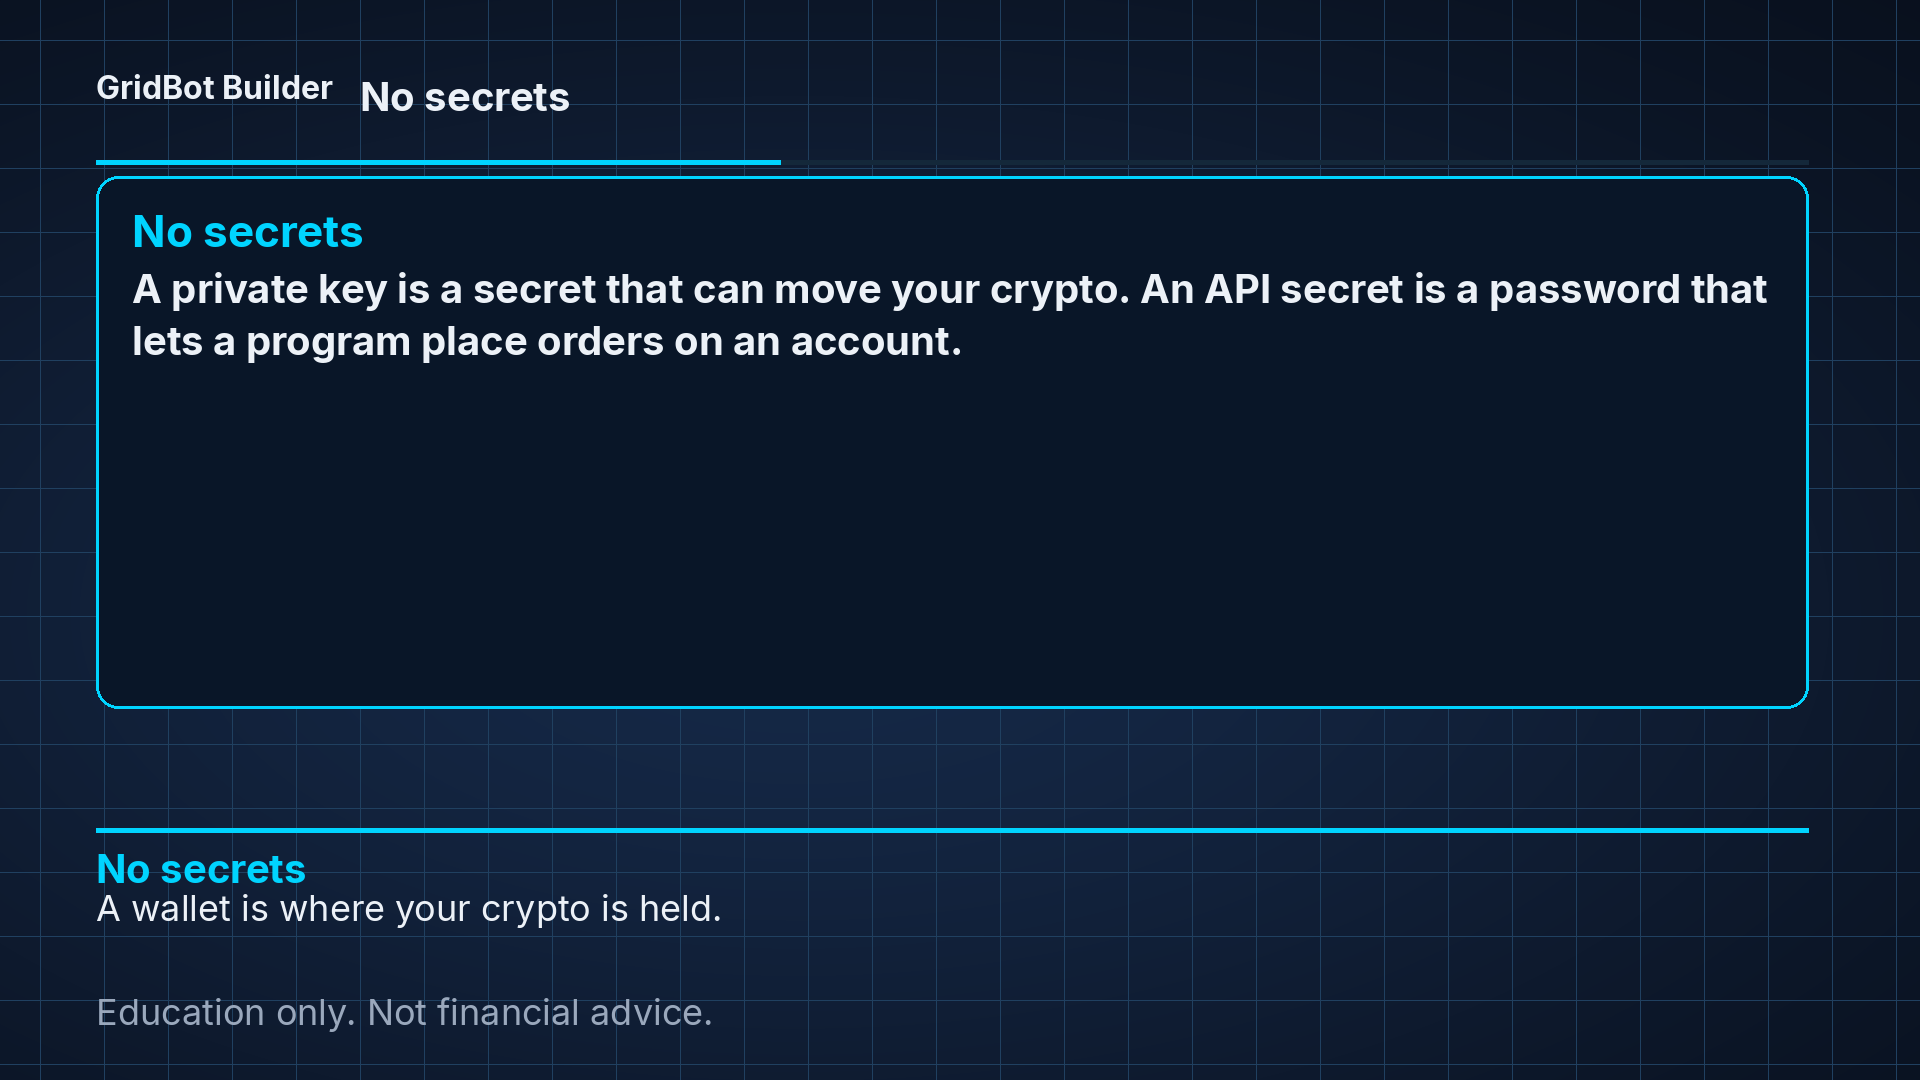 GridBot Builder
No secrets
No secrets
A private key is a secret that can move your crypto. An API secret is a password that
lets a program place orders on an account.
No secrets
A wallet is where your crypto is held.
Education only. Not financial advice.